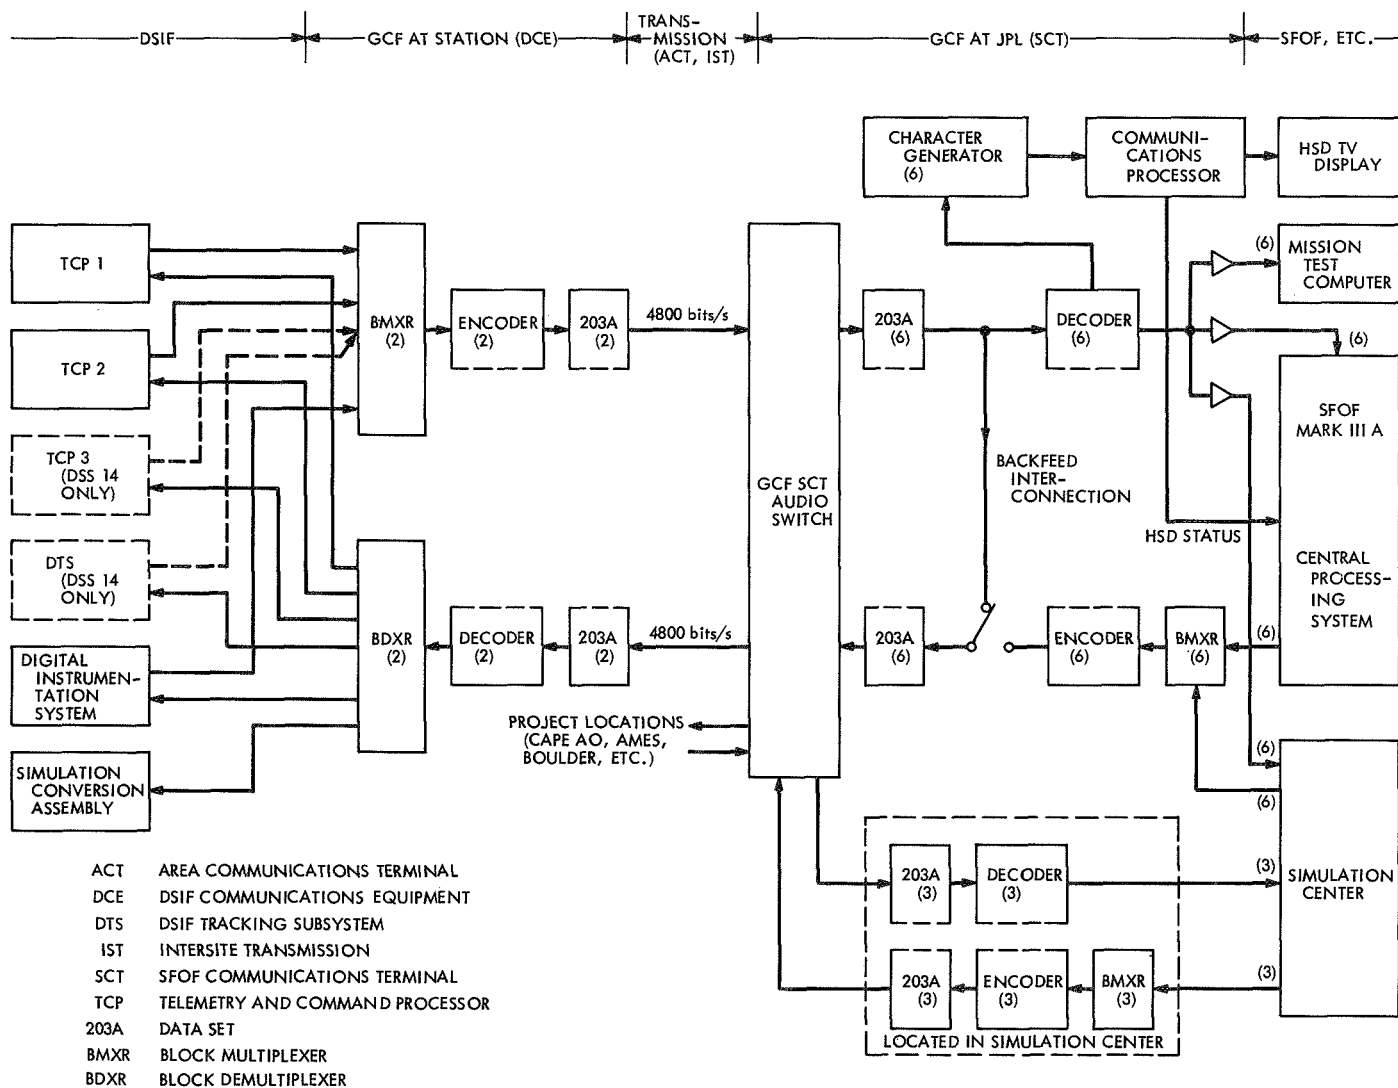 DSIF
GCF AT STATION (DCE)
TRANS-
MISSION
(ACT, IST)
GCF AT JPL (SCT)
SFOF, ETC.
CHARACTER
GENERATOR
(6)
COMMUNI-
CATIONS
PROCESSOR
HSD TV
DISPLAY
TCP 1
TCP 2
TCP 3
(DSS 14
ONLY)
DTS
(DSS 14
ONLY)
DIGITAL
INSTRUMEN-
TATION
SYSTEM
SIMULATION
CONVERSION
ASSEMBLY
BMXR
(2)
ENCODER
(2)
203A
(2)
4800 bits/s
BDXR
(2)
DECODER
(2)
203A
(2)
4800 bits/s
PROJECT LOCATIONS
(CAPE AO, AMES,
BOULDER, ETC.)
GCF SCT
AUDIO
SWITCH
203A
(6)
DECODER
(6)
(6)
MISSION
TEST
COMPUTER
(6)
SFOF
MARK III A
CENTRAL
PROCESS-
ING
SYSTEM
BACKFEED
INTER-
CONNECTION
HSD STATUS
203A
(6)
ENCODER
(6)
BMXR
(6)
(6)
(6)
(6)
203A
(3)
DECODER
(3)
(3)
SIMULATION
CENTER
203A
(3)
ENCODER
(3)
BMXR
(3)
(3)
LOCATED IN SIMULATION CENTER
ACT AREA COMMUNICATIONS TERMINAL
DCE DSIF COMMUNICATIONS EQUIPMENT
DTS DSIF TRACKING SUBSYSTEM
IST INTERSITE TRANSMISSION
SCT SFOF COMMUNICATIONS TERMINAL
TCP TELEMETRY AND COMMAND PROCESSOR
203A DATA SET
BMXR BLOCK MULTIPLEXER
BDXR BLOCK DEMULTIPLEXER